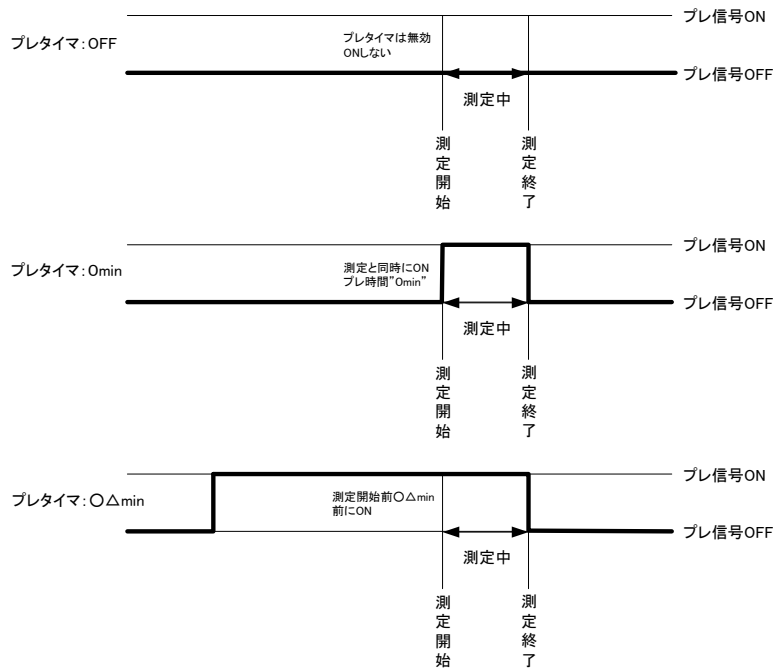 プレ信号ON
プレタイマ：OFF
プレタイマは無効
ONしない
プレ信号OFF
測定中
測定開始
測定終了
プレ信号ON
プレタイマ：0min
測定と同時にON
プレ時間"0min"
プレ信号OFF
測定中
測定開始
測定終了
プレ信号ON
プレタイマ：○△min
測定開始前○△min
前にON
プレ信号OFF
測定中
測定開始
測定終了